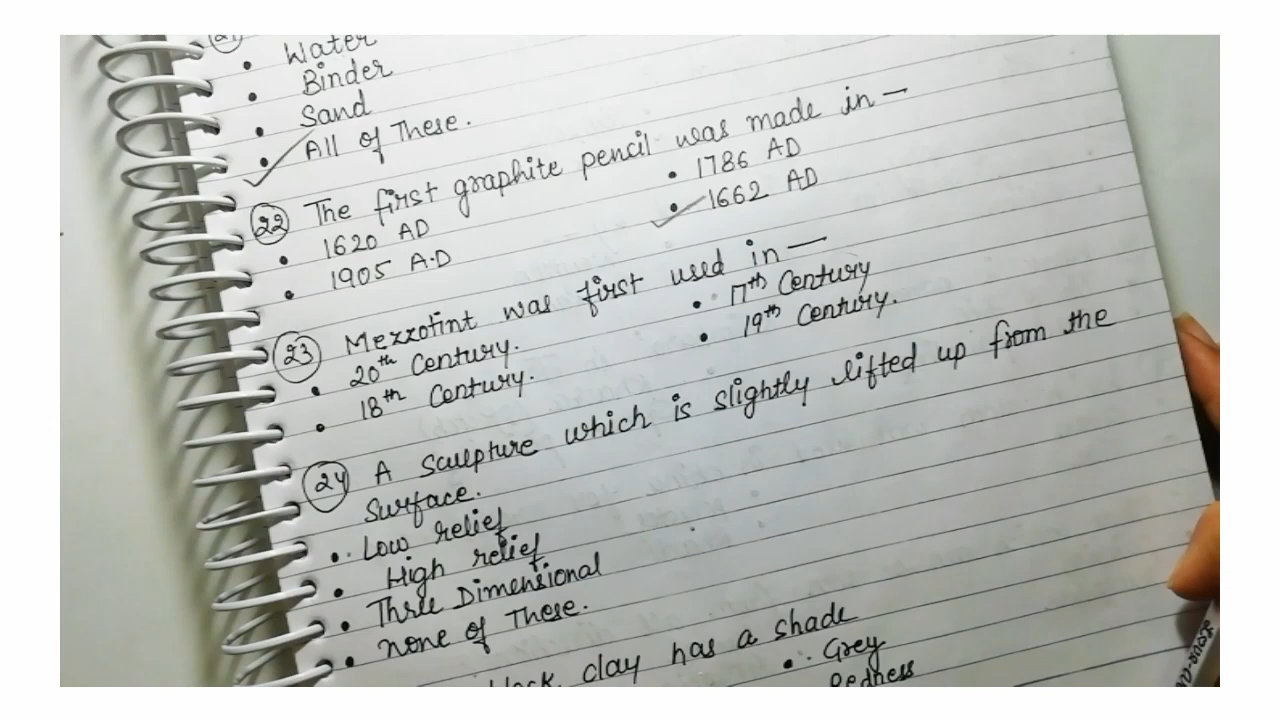 21
Water
Binder
Sand
All of These.
22 The first graphite pencil was made in —
1620 AD
1786 AD
1905 A.D
1662 AD
23 Mezzotint was first used in —
20th Century.
17th Century
18th Century.
19th Century.
24 A Sculpture which is slightly lifted up from the
Surface.
Low relief
High relief
Three Dimensional
None of These.
clay has a shade
Grey
Redness